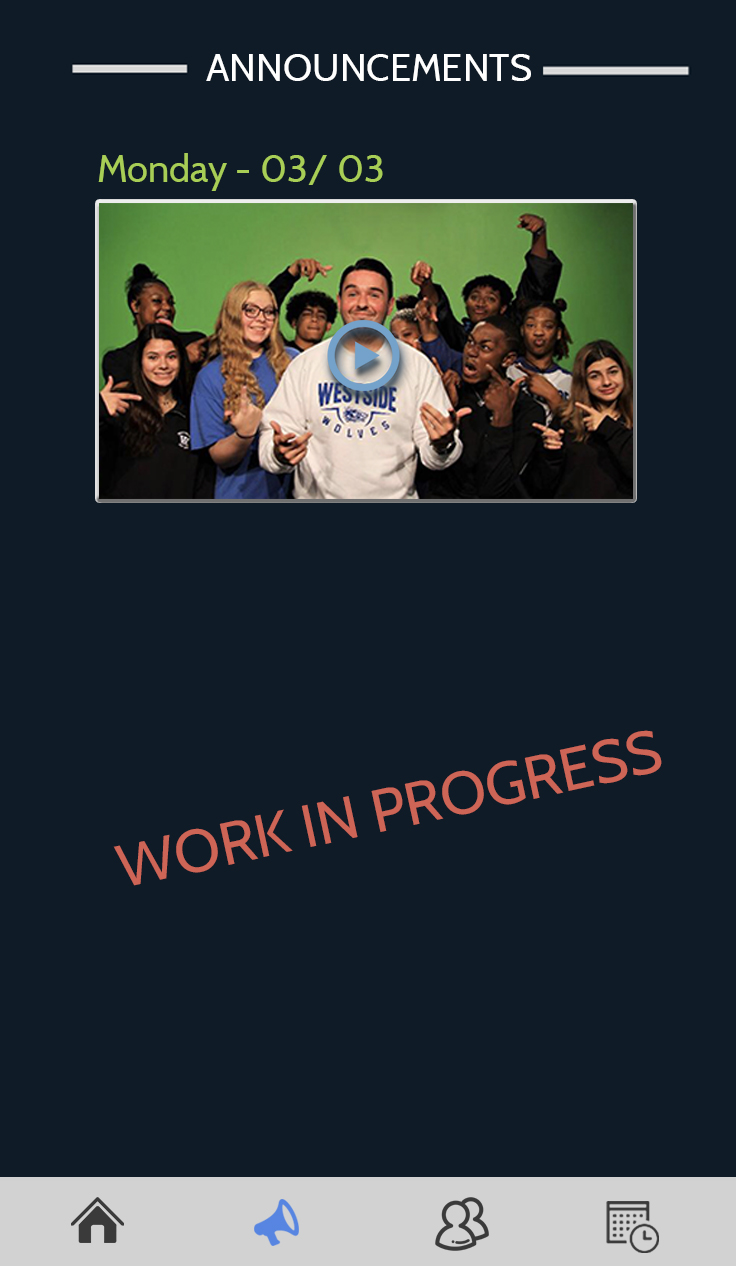 ANNOUNCEMENTS
Monday - 03/ 03
WESTSIDE
WOLVES
WORK IN PROGRESS